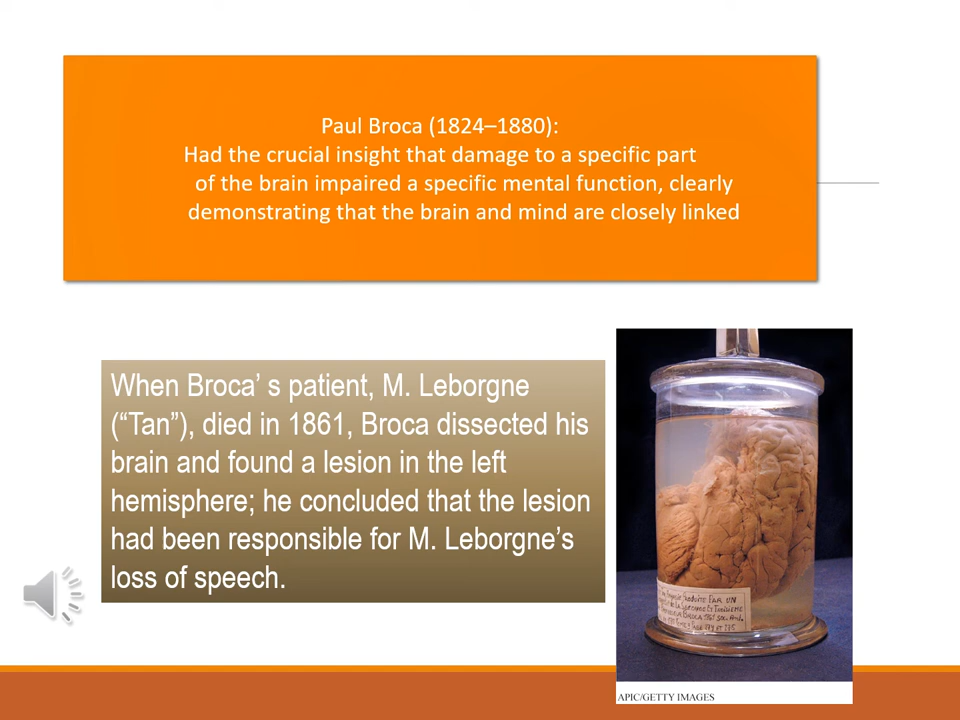 Paul Broca (1824–1880):
Had the crucial insight that damage to a specific part
of the brain impaired a specific mental function, clearly
demonstrating that the brain and mind are closely linked
When Broca’ s patient, M. Leborgne
(“Tan”), died in 1861, Broca dissected his
brain and found a lesion in the left
hemisphere; he concluded that the lesion
had been responsible for M. Leborgne’s
loss of speech.
PAR UN
BROCA
APIC/GETTY IMAGES